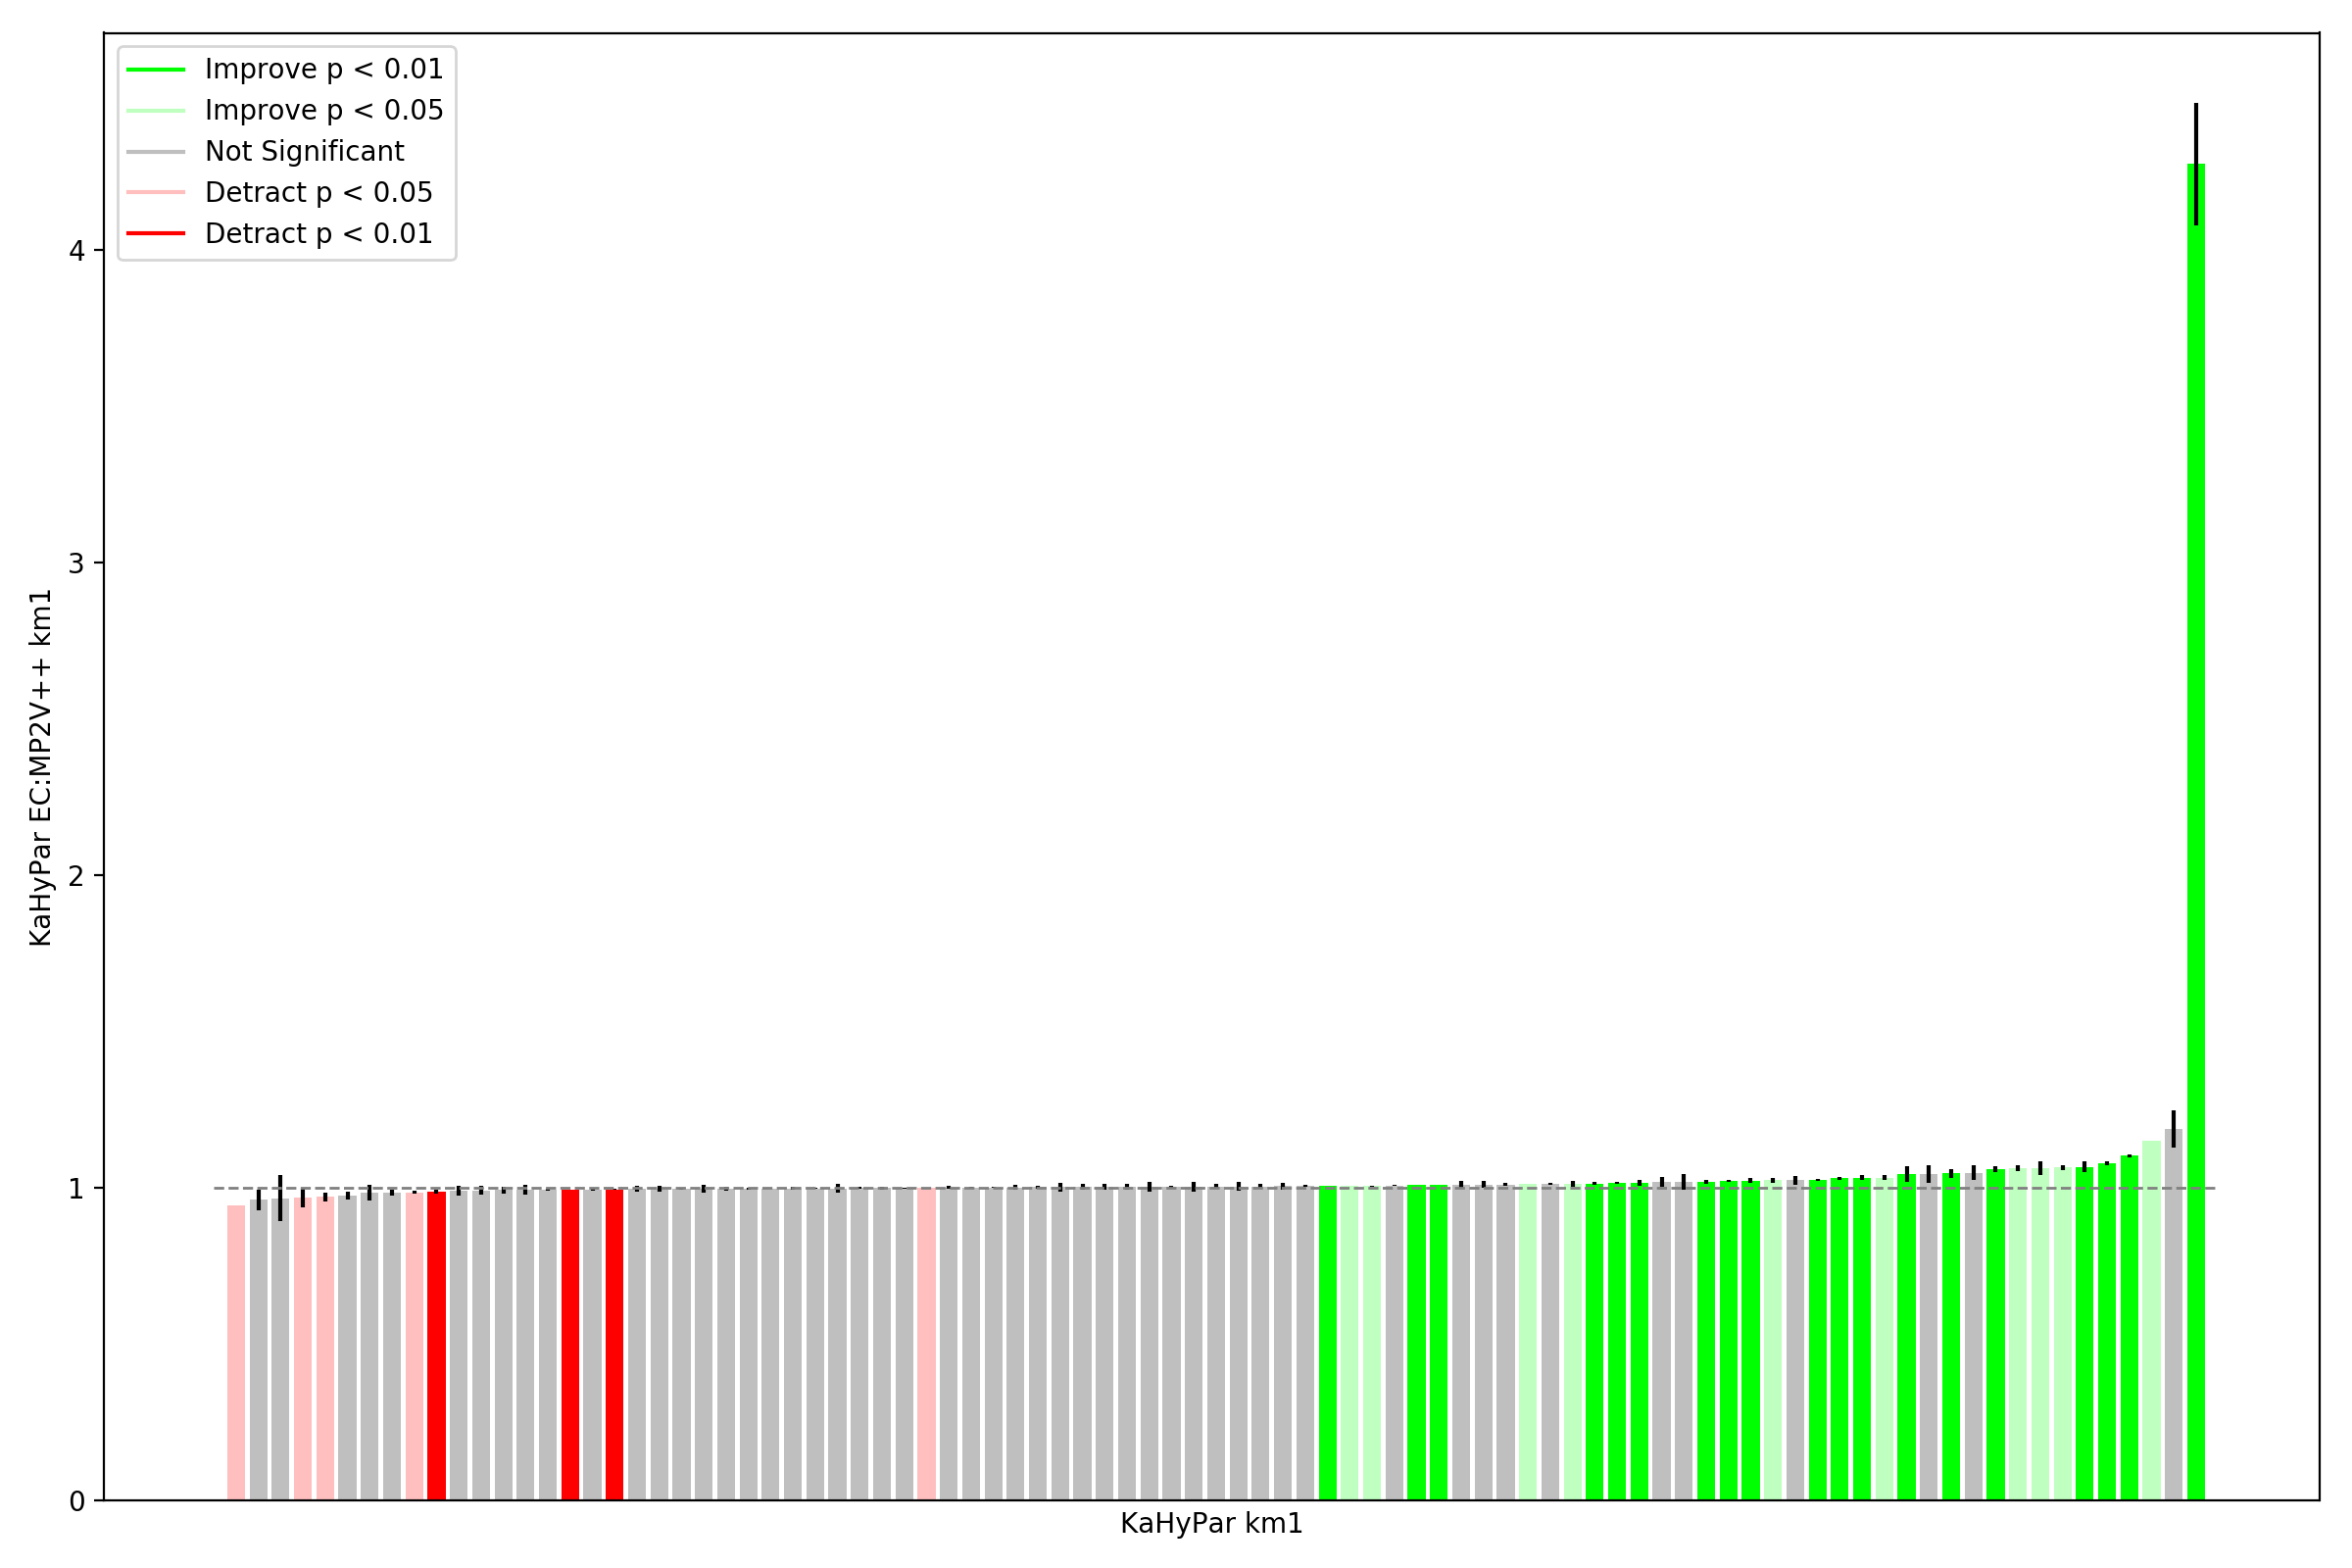 Improve p < 0.01
Improve p < 0.05
Not Significant
Detract p < 0.05
Detract p < 0.01
4
3
2
1
0
KaHyPar EC:MP2V++ km1
KaHyPar km1